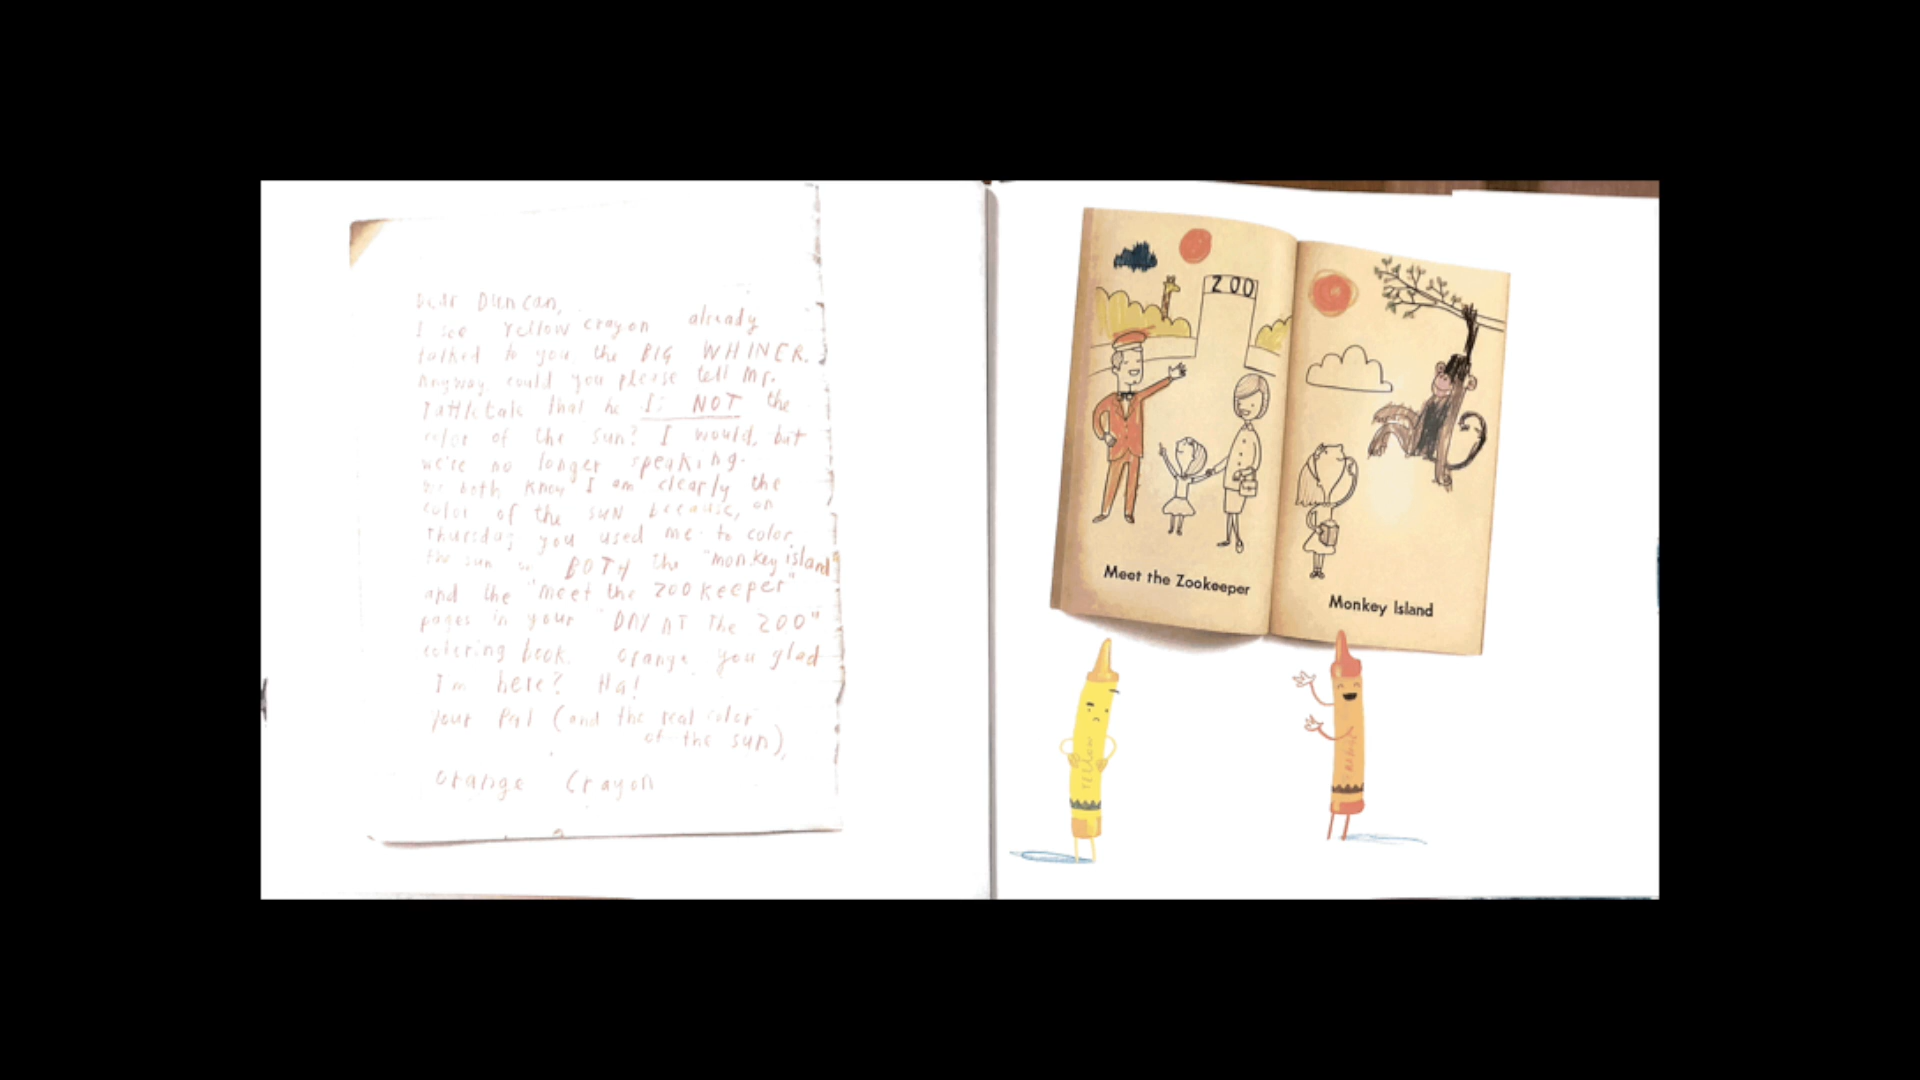 Dear Duncan,
I see Yellow Crayon already
talked to you the BIG WHINER.
Anyway, could you please tell Mr.
Tattletale that he IS NOT the
color of the sun? I would, but
we're no longer speaking.
We both know I am clearly the
color of the sun because, on
Thursday you used me to color
the sun on BOTH the "monkey island"
and the "meet the zookeeper"
pages in your "DAY AT The ZOO"
coloring book. Orange you glad
I'm here? Ha!
Your Pal (and the real color
of the sun),
Orange Crayon
ZOO
Meet the Zookeeper
Monkey Island
YELLOW